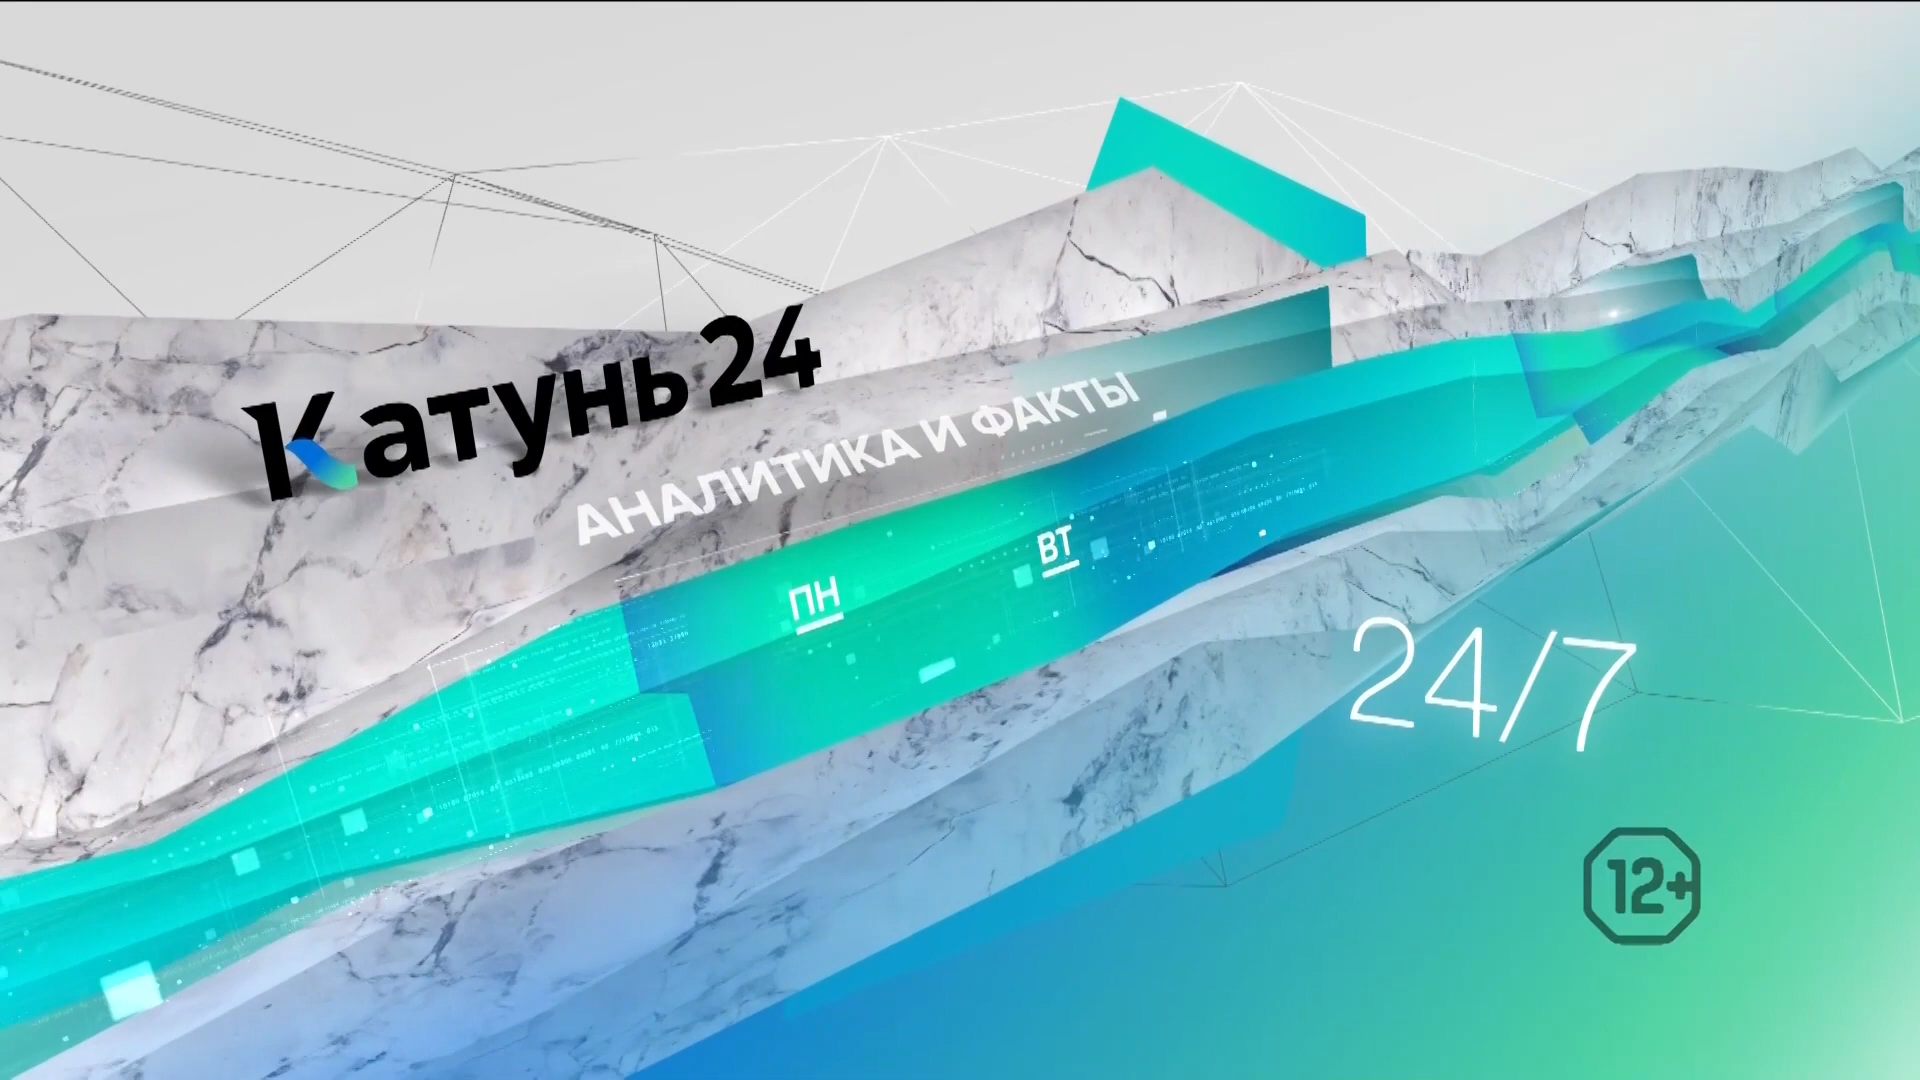 Катунь 24
АНАЛИТИКА И ФАКТЫ
ПН
ВТ
24/7
12+